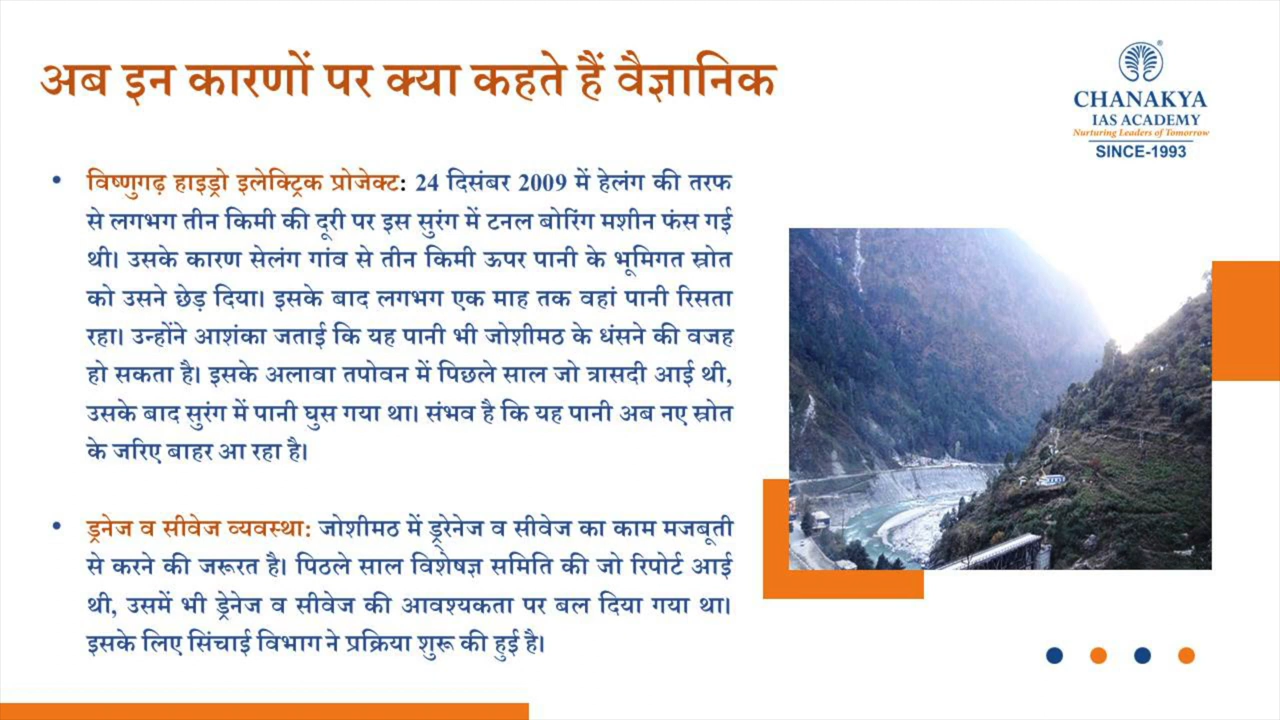 अब इन कारणों पर क्या कहते हैं वैज्ञानिक
CHANAKYA
IAS ACADEMY
Nurturing Leaders of Tomorrow
SINCE-1993
• विष्णुगढ़ हाइड्रो इलेक्ट्रिक प्रोजेक्ट: 24 दिसंबर 2009 में हेलंग की तरफ
से लगभग तीन किमी की दूरी पर इस सुरंग में टनल बोरिंग मशीन फंस गई
थी। उसके कारण सेलंग गांव से तीन किमी ऊपर पानी के भूमिगत स्रोत
को उसने छेड़ दिया। इसके बाद लगभग एक माह तक वहां पानी रिसता
रहा। उन्होंने आशंका जताई कि यह पानी भी जोशीमठ के धंसने की वजह
हो सकता है। इसके अलावा तपोवन में पिछले साल जो त्रासदी आई थी,
उसके बाद सुरंग में पानी घुस गया था। संभव है कि यह पानी अब नए स्रोत
के जरिए बाहर आ रहा है।
• ड्रनेज व सीवेज व्यवस्था: जोशीमठ में ड्रेरेनेज व सीवेज का काम मजबूती
से करने की जरूरत है। पिठले साल विशेषज्ञ समिति की जो रिपोर्ट आई
थी, उसमें भी ड्रेनेज व सीवेज की आवश्यकता पर बल दिया गया था।
इसके लिए सिंचाई विभाग ने प्रक्रिया शुरू की हुई है।